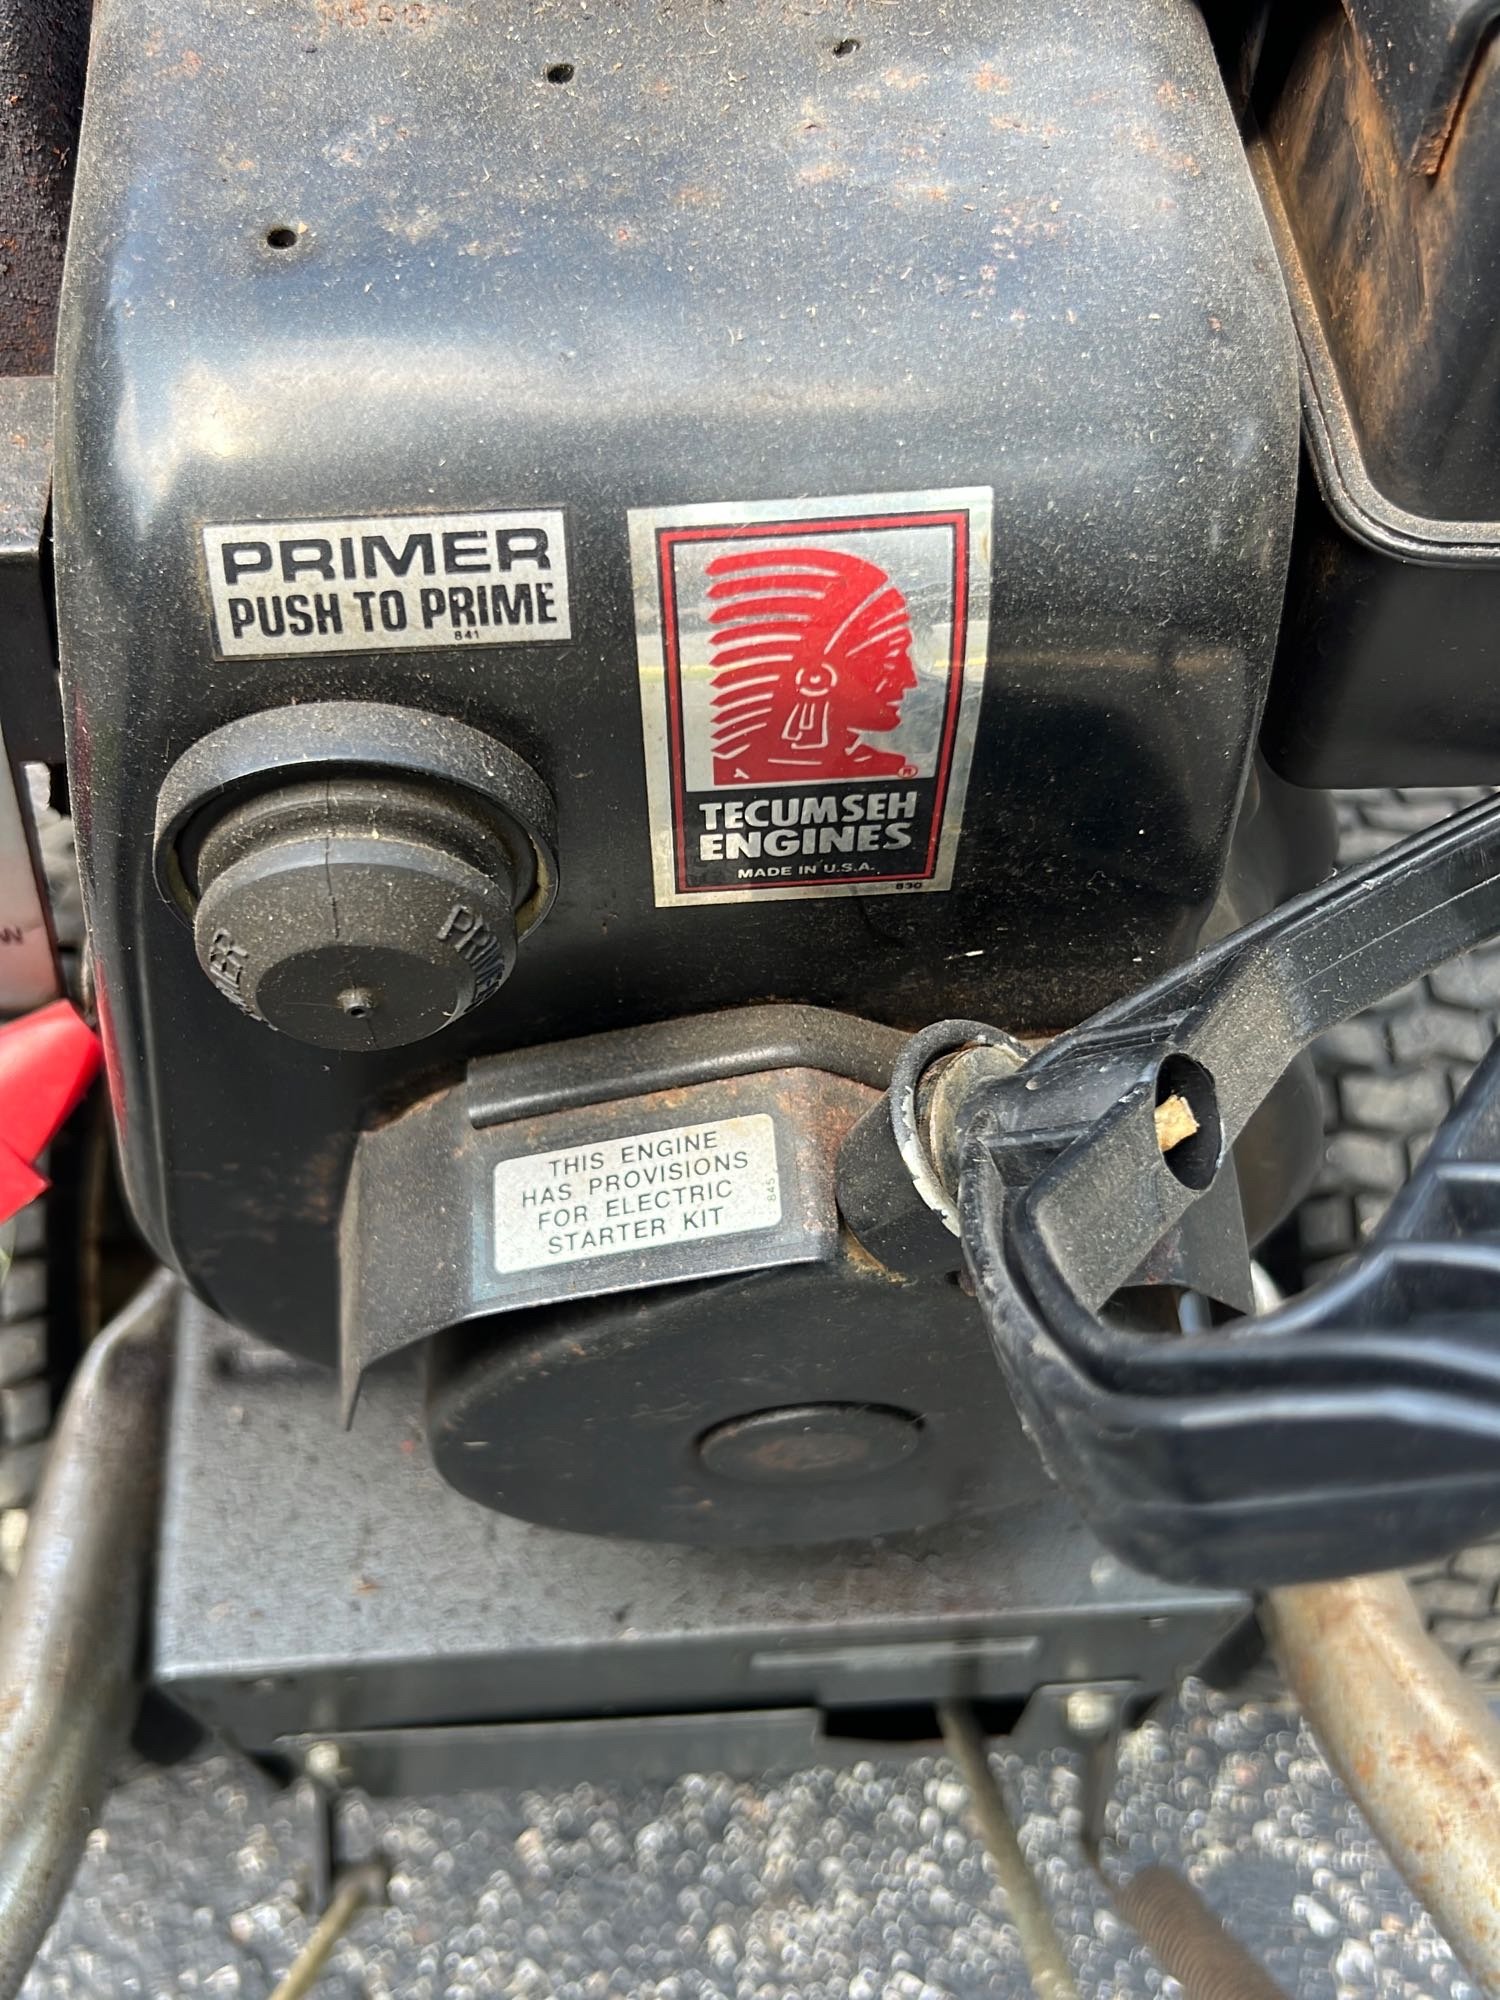 PRIMER
PUSH TO PRIME
841
®
TECUMSEH
ENGINES
MADE IN U.S.A.
830
PRIMER
THIS ENGINE
HAS PROVISIONS
FOR ELECTRIC
STARTER KIT
845
W